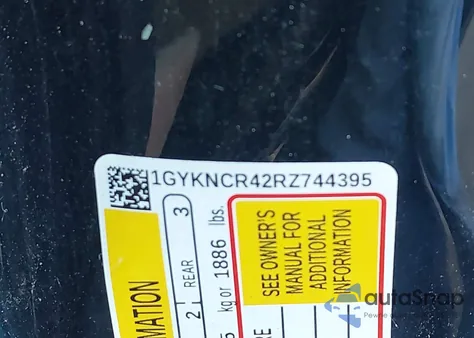 1GYKNCR42RZ744395
MATION
2 REAR 3
kg or 1886 lbs.
SEE OWNER'S
MANUAL FOR
ADDITIONAL
INFORMATION
autoSnap